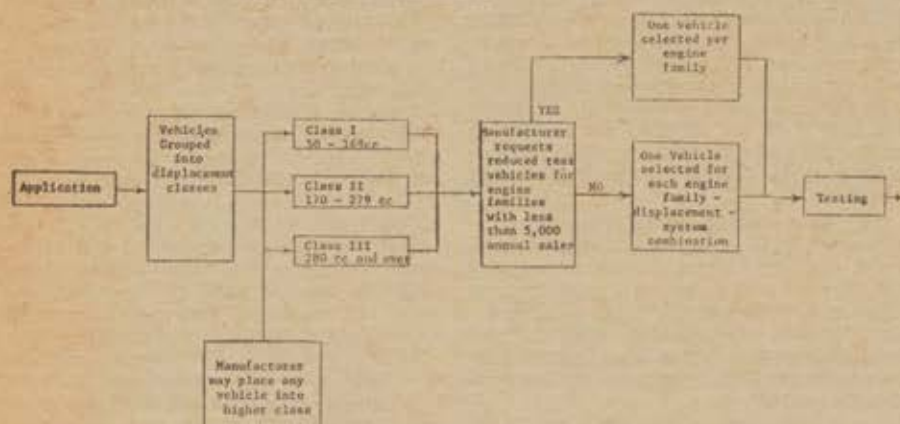 Application
Vehicles
Grouped
into
displacement
classes
Class I
50 - 169cc
Class II
170 - 279 cc
Class III
280 cc and over
Manufacturer
may place any
vehicle into
higher class
Manufacturer
requests
reduced test
vehicles for
engine
families
with less
than 5,000
annual sales
YES
NO
One Vehicle
selected per
engine
family
One Vehicle
selected for
each engine
family -
displacement -
system
combination
Testing